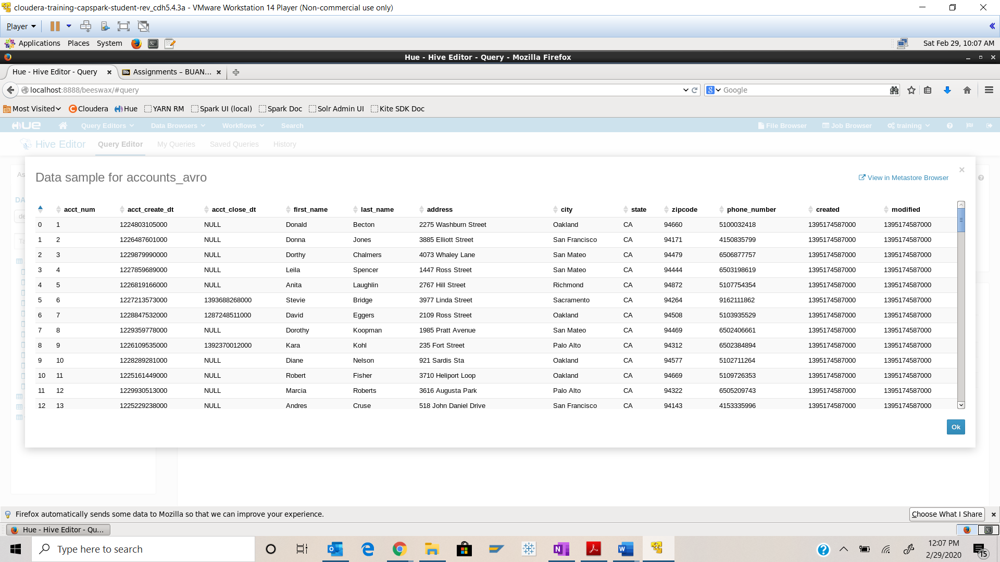 cloudera-training-capspark-student-rev_cdh5.4.3a - VMware Workstation 14 Player (Non-commercial use only)
Player
Applications Places System Sat Feb 29, 10:07 AM
Hue - Hive Editor - Query - Mozilla Firefox
Hue - Hive Editor - Query Bb Assignments – BUAN...
localhost:8888/beeswax/#query Google
Most Visited Cloudera Hue YARN RM Spark UI (local) Spark Doc Solr Admin UI Kite SDK Doc
HUE Query Editors Data Browsers Workflows Search File Browser Job Browser training
Hive Editor Query Editor My Queries Saved Queries History
Data sample for accounts_avro
View in Metastore Browser
As
DA
de
Ta
acct_num acct_create_dt acct_close_dt first_name last_name address city state zipcode phone_number created modified
0 1 1224803105000 NULL Donald Becton 2275 Washburn Street Oakland CA 94660 5100032418 1395174587000 1395174587000
1 2 1226487601000 NULL Donna Jones 3885 Elliott Street San Francisco CA 94171 4150835799 1395174587000 1395174587000
2 3 1229879990000 NULL Dorthy Chalmers 4073 Whaley Lane San Mateo CA 94479 6506877757 1395174587000 1395174587000
3 4 1227859689000 NULL Leila Spencer 1447 Ross Street San Mateo CA 94444 6503198619 1395174587000 1395174587000
4 5 1226819166000 NULL Anita Laughlin 2767 Hill Street Richmond CA 94872 5107754354 1395174587000 1395174587000
5 6 1227213573000 1393688268000 Stevie Bridge 3977 Linda Street Sacramento CA 94264 9162111862 1395174587000 1395174587000
6 7 1228847532000 1287248511000 David Eggers 2109 Ross Street Oakland CA 94508 5103935529 1395174587000 1395174587000
7 8 1229359778000 NULL Dorothy Koopman 1985 Pratt Avenue San Mateo CA 94469 6502406661 1395174587000 1395174587000
8 9 1226109535000 1392370012000 Kara Kohl 235 Fort Street Palo Alto CA 94312 6502384894 1395174587000 1395174587000
9 10 1228289281000 NULL Diane Nelson 921 Sardis Sta Oakland CA 94577 5102711264 1395174587000 1395174587000
10 11 1225161449000 NULL Robert Fisher 3710 Heliport Loop Oakland CA 94669 5109726353 1395174587000 1395174587000
11 12 1229930513000 NULL Marcia Roberts 3616 Augusta Park Palo Alto CA 94322 6505209743 1395174587000 1395174587000
12 13 1225229238000 NULL Andres Cruse 518 John Daniel Drive San Francisco CA 94143 4153335996 1395174587000 1395174587000
Ok
Firefox automatically sends some data to Mozilla so that we can improve your experience. Choose What I Share
Hue - Hive Editor - Qu...
Type here to search
12:07 PM
2/29/2020
15